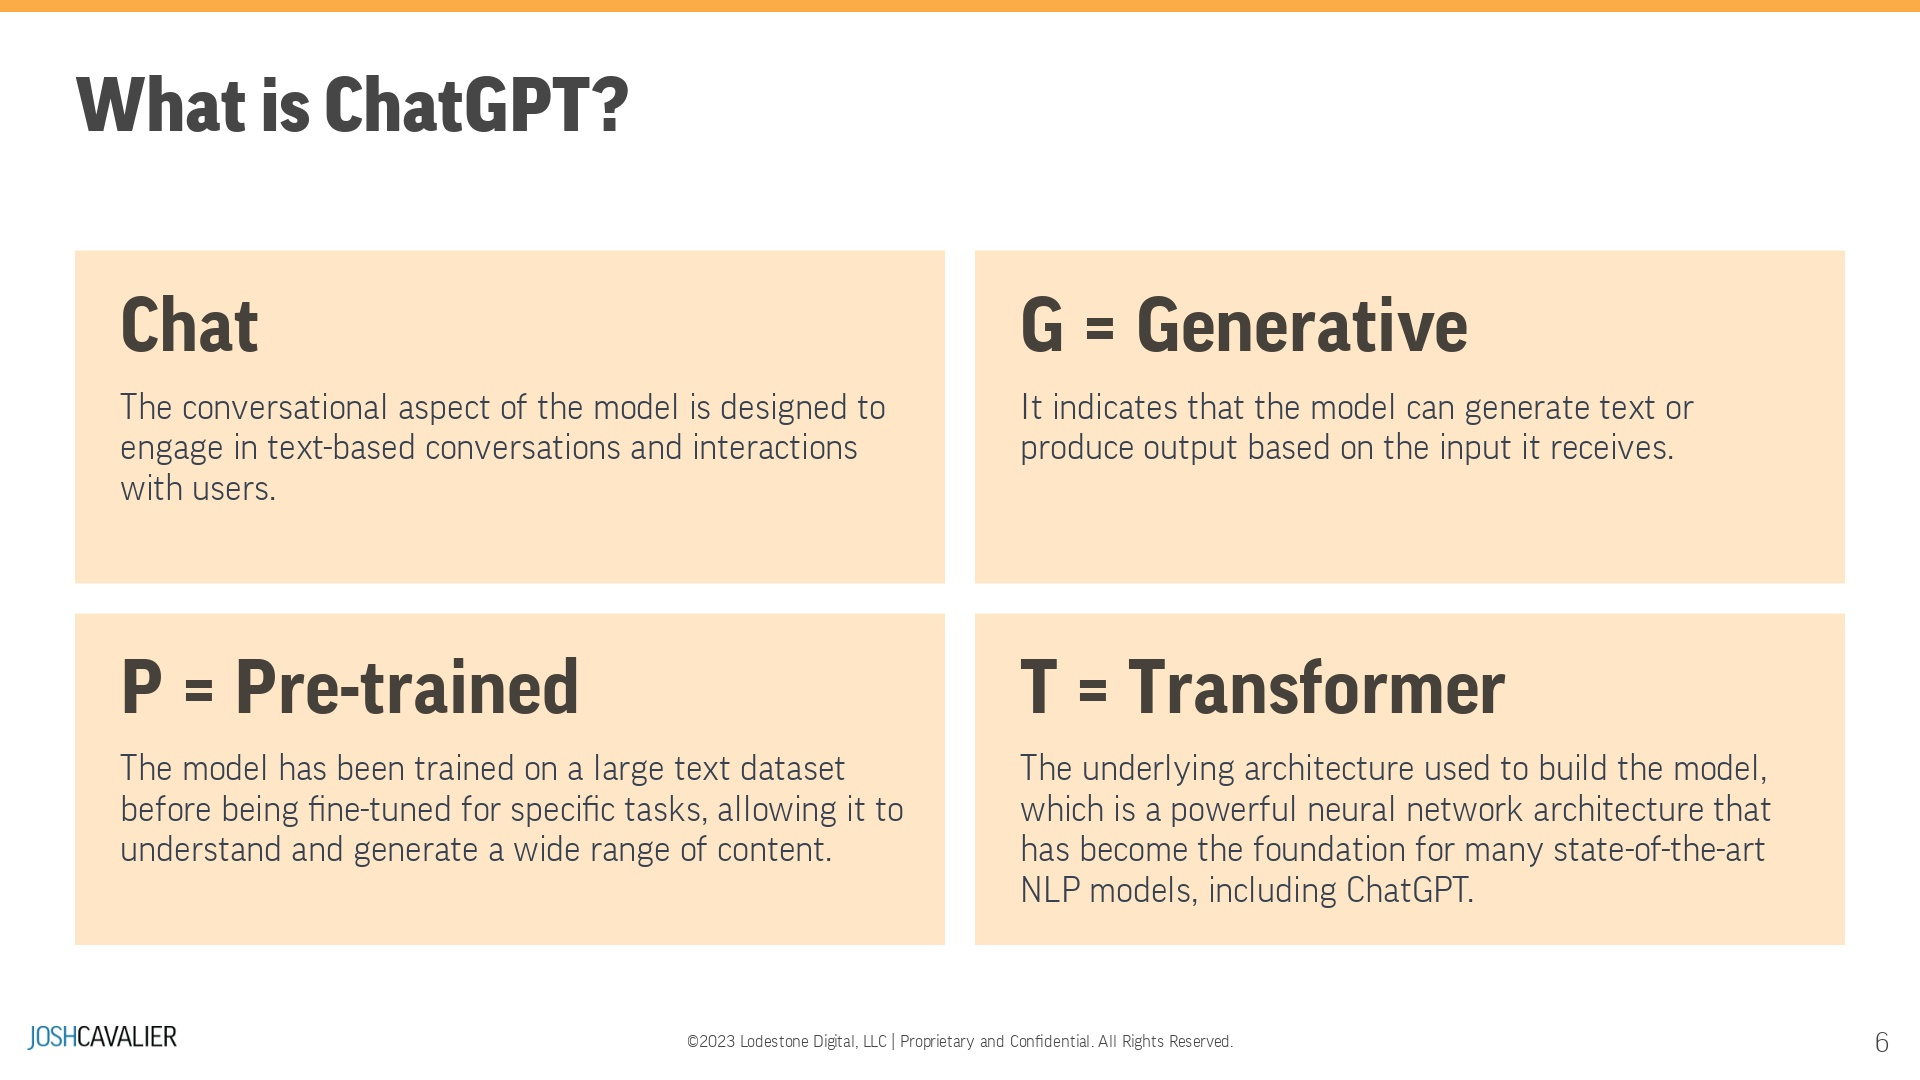 What is ChatGPT?
Chat
The conversational aspect of the model is designed to
engage in text-based conversations and interactions
with users.
G = Generative
It indicates that the model can generate text or
produce output based on the input it receives.
P = Pre-trained
The model has been trained on a large text dataset
before being fine-tuned for specific tasks, allowing it to
understand and generate a wide range of content.
T = Transformer
The underlying architecture used to build the model,
which is a powerful neural network architecture that
has become the foundation for many state-of-the-art
NLP models, including ChatGPT.
JOSHCAVALIER
©2023 Lodestone Digital, LLC | Proprietary and Confidential. All Rights Reserved.
6